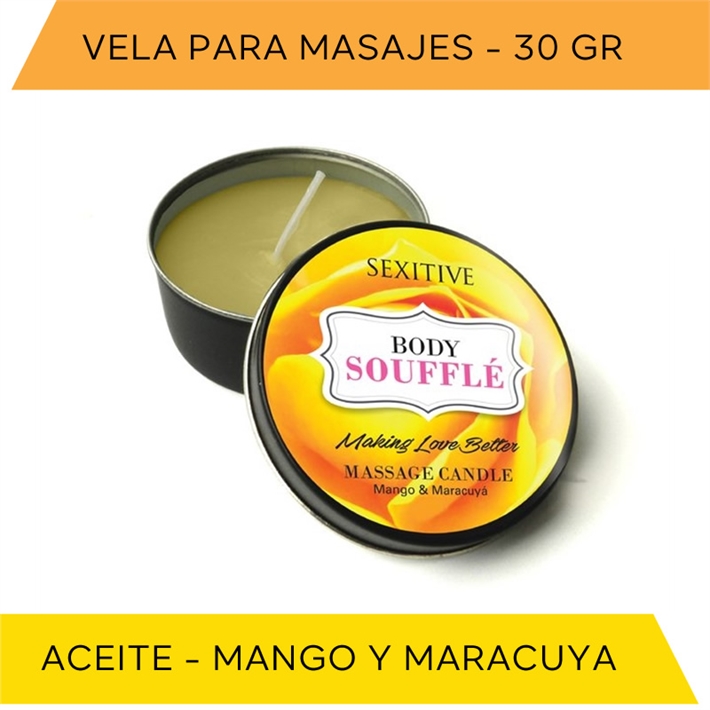 VELA PARA MASAJES - 30 GR
SEXITIVE
BODY
SOUFFLÉ
Making Love Better
MASSAGE CANDLE
Mango & Maracuyá
ACEITE - MANGO Y MARACUYA